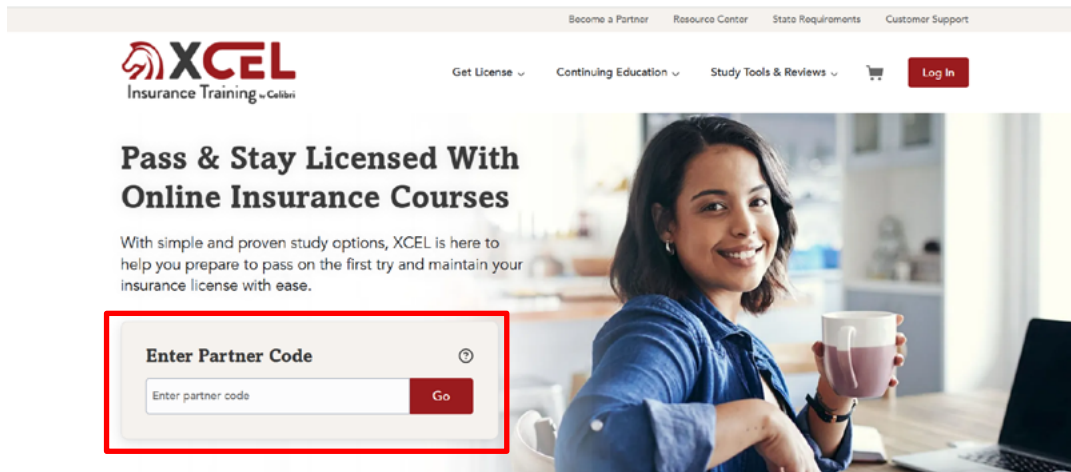 Become a Partner Resource Center State Requirements Customer Support
XCEL
Insurance Training by Colibri
Get License Continuing Education Study Tools & Reviews Log In
Pass & Stay Licensed With
Online Insurance Courses
With simple and proven study options, XCEL is here to
help you prepare to pass on the first try and maintain your
insurance license with ease.
Enter Partner Code ?
Enter partner code Go